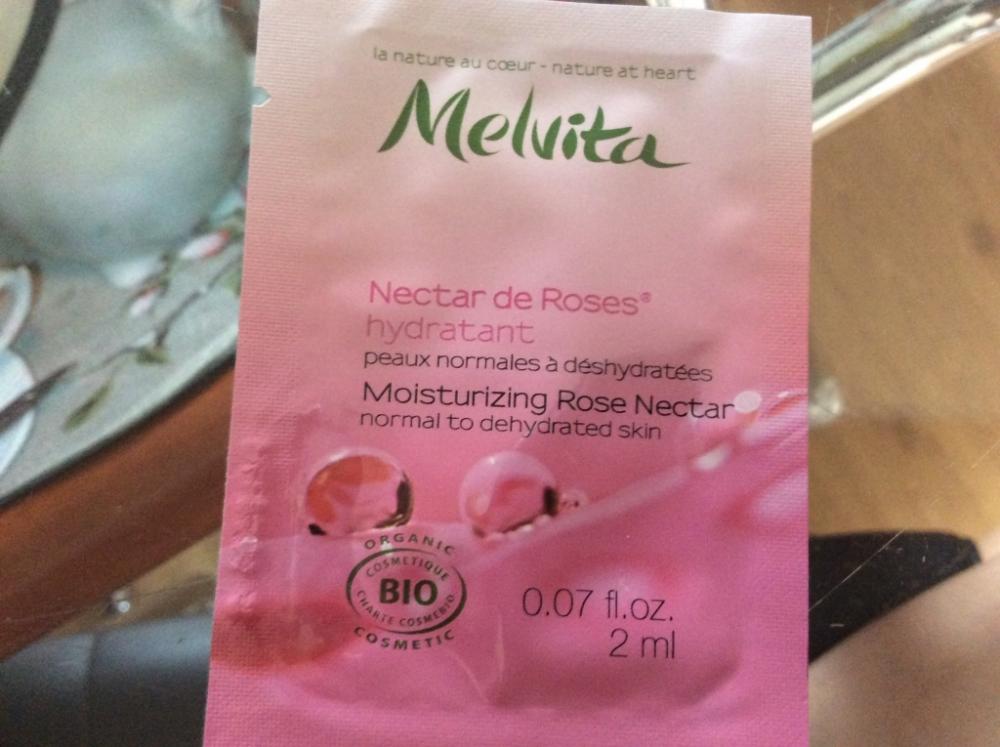 la nature au cœur - nature at heart
Melvita
Nectar de Roses®
hydratant
peaux normales à déshydratées
Moisturizing Rose Nectar
normal to dehydrated skin
ORGANIC
COSMETIQUE
BIO
CHARTE COSMEBIO
COSMETIC
0.07 fl.oz.
2 ml